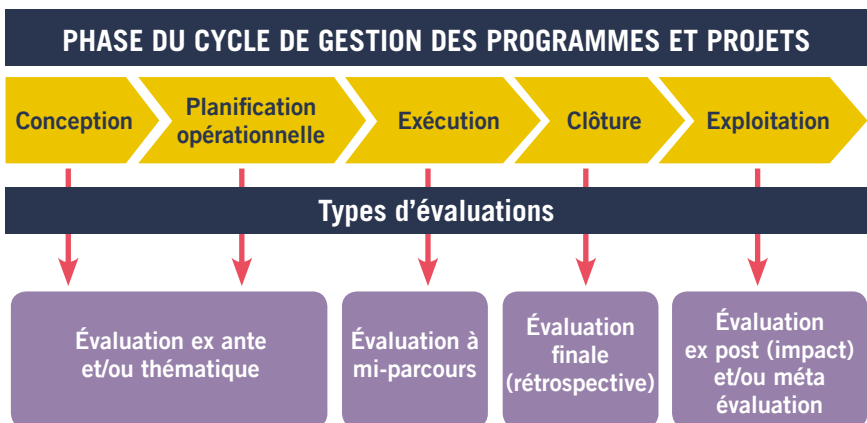 PHASE DU CYCLE DE GESTION DES PROGRAMMES ET PROJETS
Conception
Planification
opérationnelle
Exécution
Clôture
Exploitation
Types d'évaluations
Évaluation ex ante
et/ou thématique
Évaluation à
mi-parcours
Évaluation
finale
(rétrospective)
Évaluation
ex post (impact)
et/ou méta
évaluation